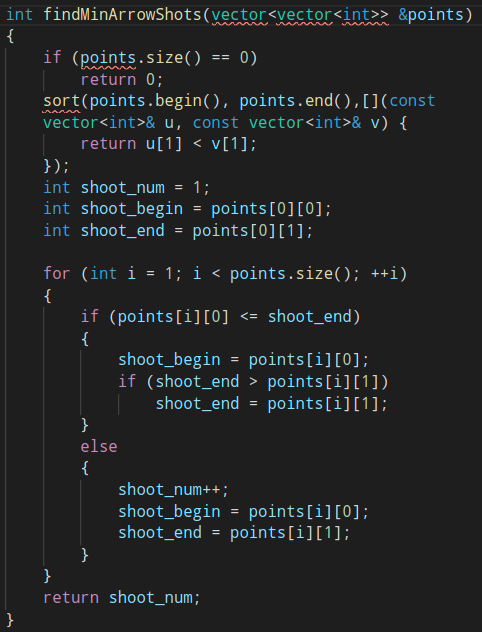 int findMinArrowShots(vector<vector<int>> &points)
{
    if (points.size() == 0)
        return 0;
    sort(points.begin(), points.end(),[](const
    vector<int>& u, const vector<int>& v) {
        return u[1] < v[1];
    });
    int shoot_num = 1;
    int shoot_begin = points[0][0];
    int shoot_end = points[0][1];

    for (int i = 1; i < points.size(); ++i)
    {
        if (points[i][0] <= shoot_end)
        {
            shoot_begin = points[i][0];
            if (shoot_end > points[i][1])
                shoot_end = points[i][1];
        }
        else
        {
            shoot_num++;
            shoot_begin = points[i][0];
            shoot_end = points[i][1];
        }
    }
    return shoot_num;
}